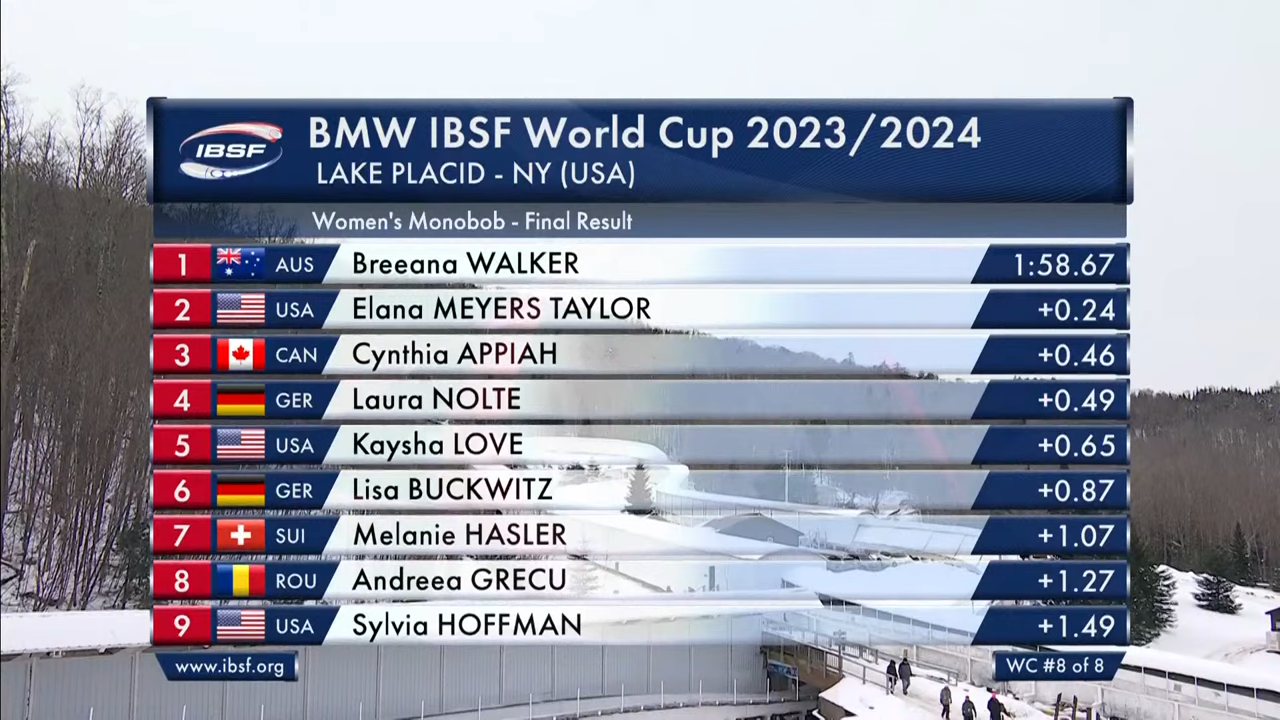 IBSF
BMW IBSF World Cup 2023/2024
LAKE PLACID - NY (USA)
Women's Monobob - Final Result
1 AUS Breeana WALKER 1:58.67
2 USA Elana MEYERS TAYLOR +0.24
3 CAN Cynthia APPIAH +0.46
4 GER Laura NOLTE +0.49
5 USA Kaysha LOVE +0.65
6 GER Lisa BUCKWITZ +0.87
7 SUI Melanie HASLER +1.07
8 ROU Andreea GRECU +1.27
9 USA Sylvia HOFFMAN +1.49
www.ibsf.org WC #8 of 8